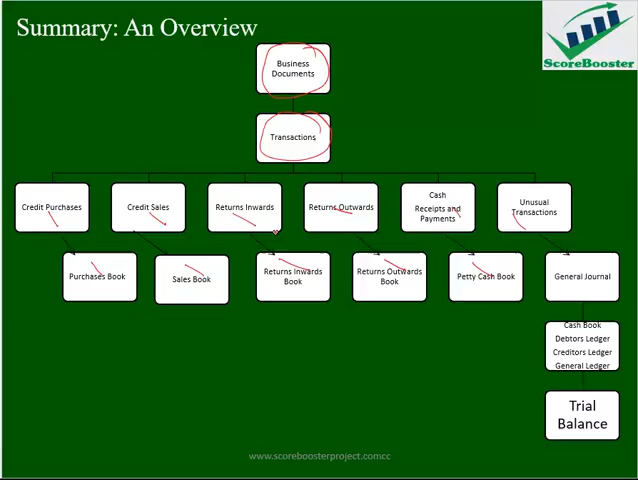 Summary: An Overview
ScoreBooster
Business
Documents
Transactions
Credit Purchases
Credit Sales
Returns Inwards
Returns Outwards
Cash
Receipts and
Payments
Unusual
Transactions
Purchases Book
Sales Book
Returns Inwards
Book
Returns Outwards
Book
Petty Cash Book
General Journal
Cash Book
Debtors Ledger
Creditors Ledger
General Ledger
Trial
Balance
www.scoreboosterproject.comcc